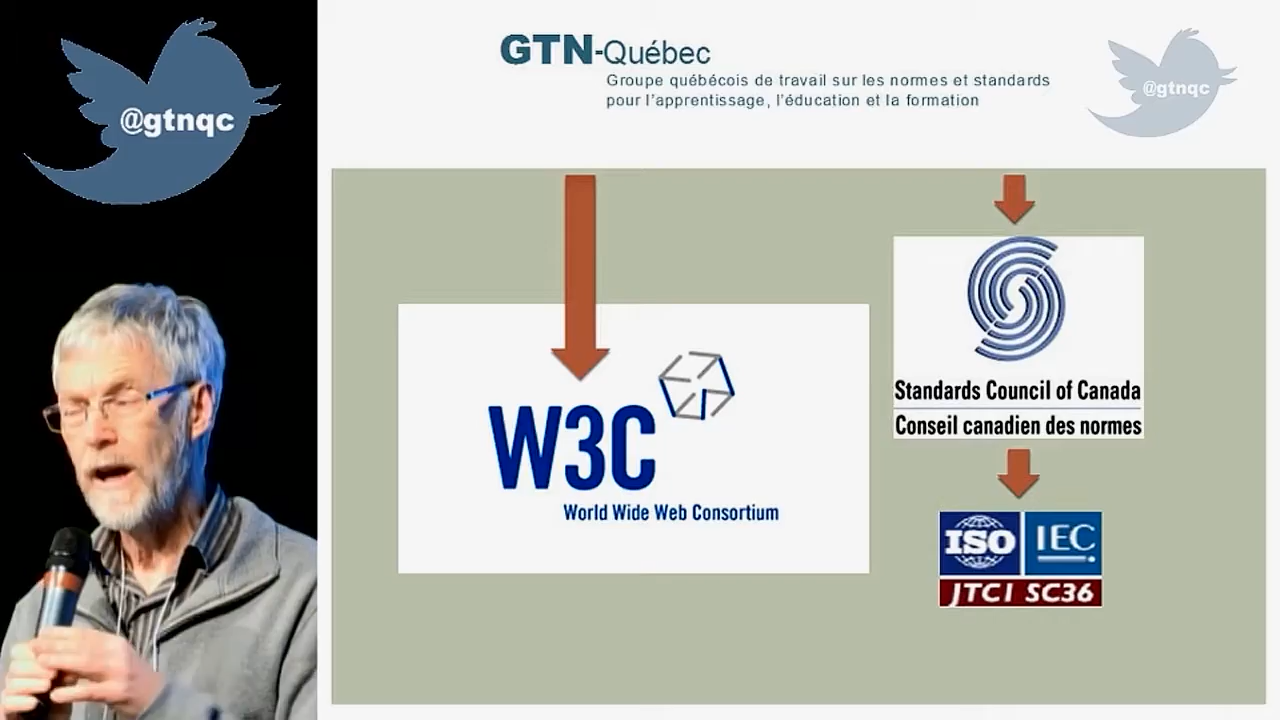 @gtnqc
GTN-Québec
Groupe québécois de travail sur les normes et standards
pour l'apprentissage, l'éducation et la formation
@gtnqc
W3C
World Wide Web Consortium
Standards Council of Canada
Conseil canadien des normes
ISO IEC
JTC1 SC36